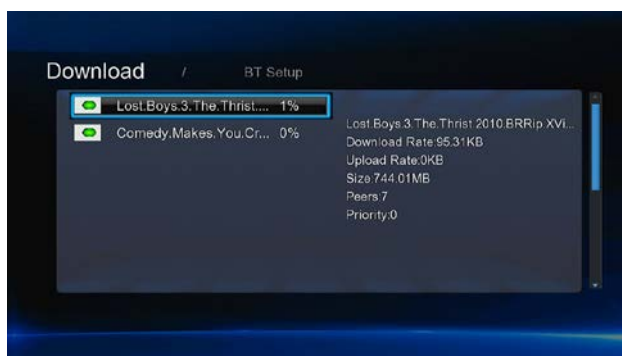 Download / BT Setup
Lost.Boys.3.The.Thrist.... 1%
Comedy.Makes.You.Cr... 0%
Lost.Boys.3.The.Thrist.2010.BRRip XVi...
Download Rate:95.31KB
Upload Rate:0KB
Size:744.01MB
Peers:7
Priority:0